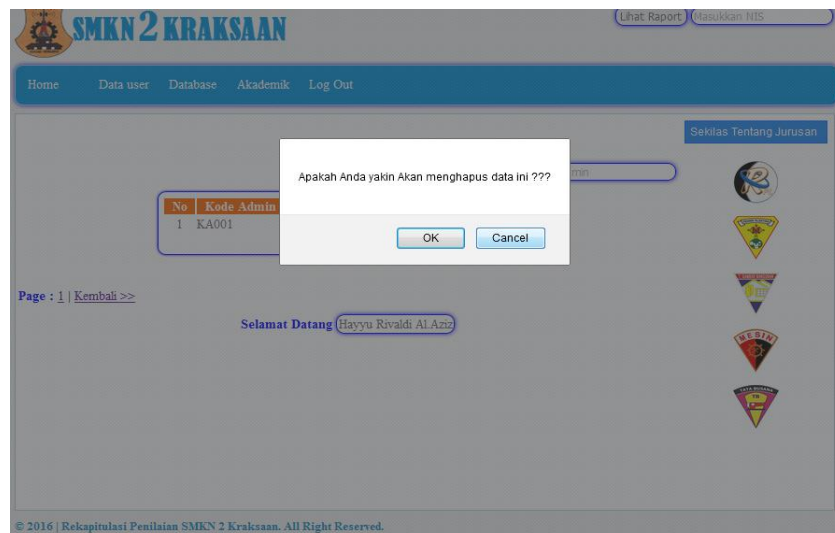 SMKN 2 KRAKSAAN
Lihat Raport Masukkan NIS
Home Data user Database Akademik Log Out
Sekilas Tentang Jurusan
Apakah Anda yakin Akan menghapus data ini ???
OK Cancel
No Kode Admin
1 KA001
Page : 1 | Kembali >>
Selamat Datang Hayyu Rivaldi Al.Aziz
MESIN
TATA BUSANA
© 2016 | Rekapitulasi Penilaian SMKN 2 Kraksaan. All Right Reserved.